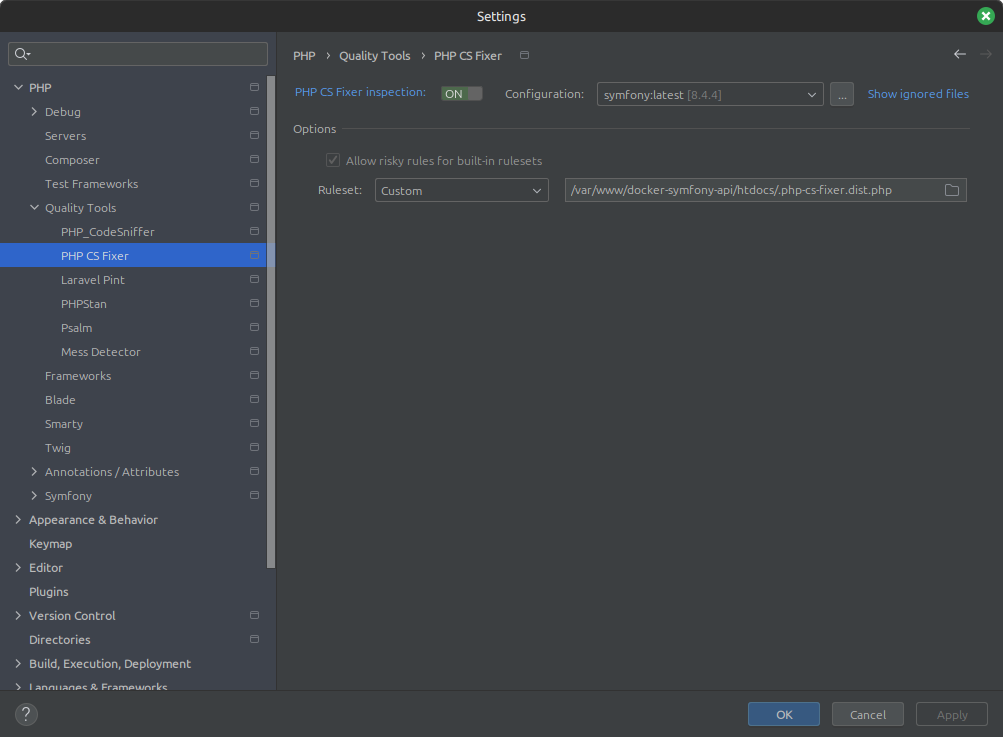 Settings
PHP
Debug
Servers
Composer
Test Frameworks
Quality Tools
PHP_CodeSniffer
PHP CS Fixer
Laravel Pint
PHPStan
Psalm
Mess Detector
Frameworks
Blade
Smarty
Twig
Annotations / Attributes
Symfony
Appearance & Behavior
Keymap
Editor
Plugins
Version Control
Directories
Build, Execution, Deployment
Languages & Frameworks
PHP › Quality Tools › PHP CS Fixer
PHP CS Fixer inspection: ON Configuration: symfony:latest [8.4.4] ... Show ignored files
Options
Allow risky rules for built-in rulesets
Ruleset: Custom /var/www/docker-symfony-api/htdocs/.php-cs-fixer.dist.php
? OK Cancel Apply